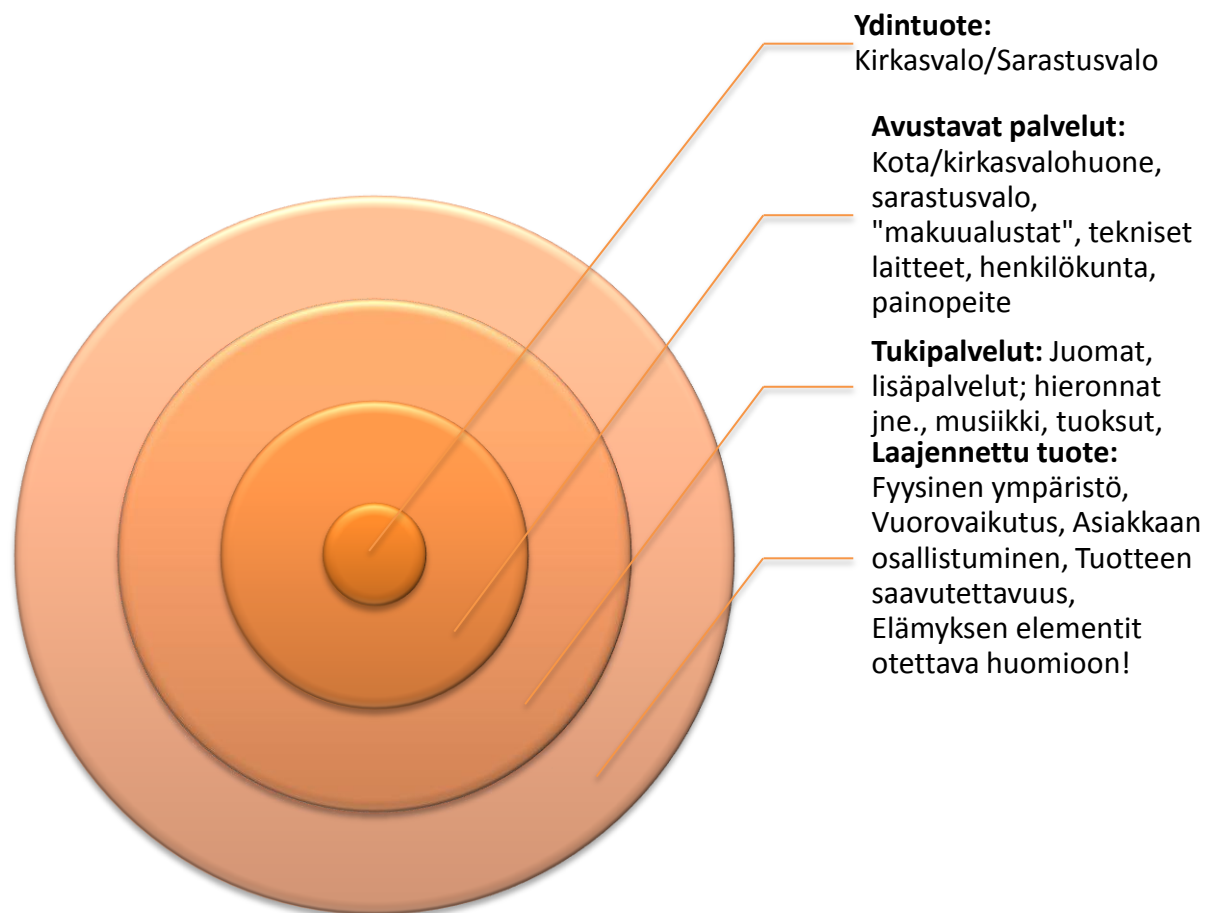 Ydintuote:
Kirkasvalo/Sarastusvalo
Avustavat palvelut:
Kota/kirkasvalohuone,
sarastusvalo,
"makuualustat", tekniset
laitteet, henkilökunta,
painopeite
Tukipalvelut: Juomat,
lisäpalvelut; hieronnat
jne., musiikki, tuoksut,
Laajennettu tuote:
Fyysinen ympäristö,
Vuorovaikutus, Asiakkaan
osallistuminen, Tuotteen
saavutettavuus,
Elämyksen elementit
otettava huomioon!